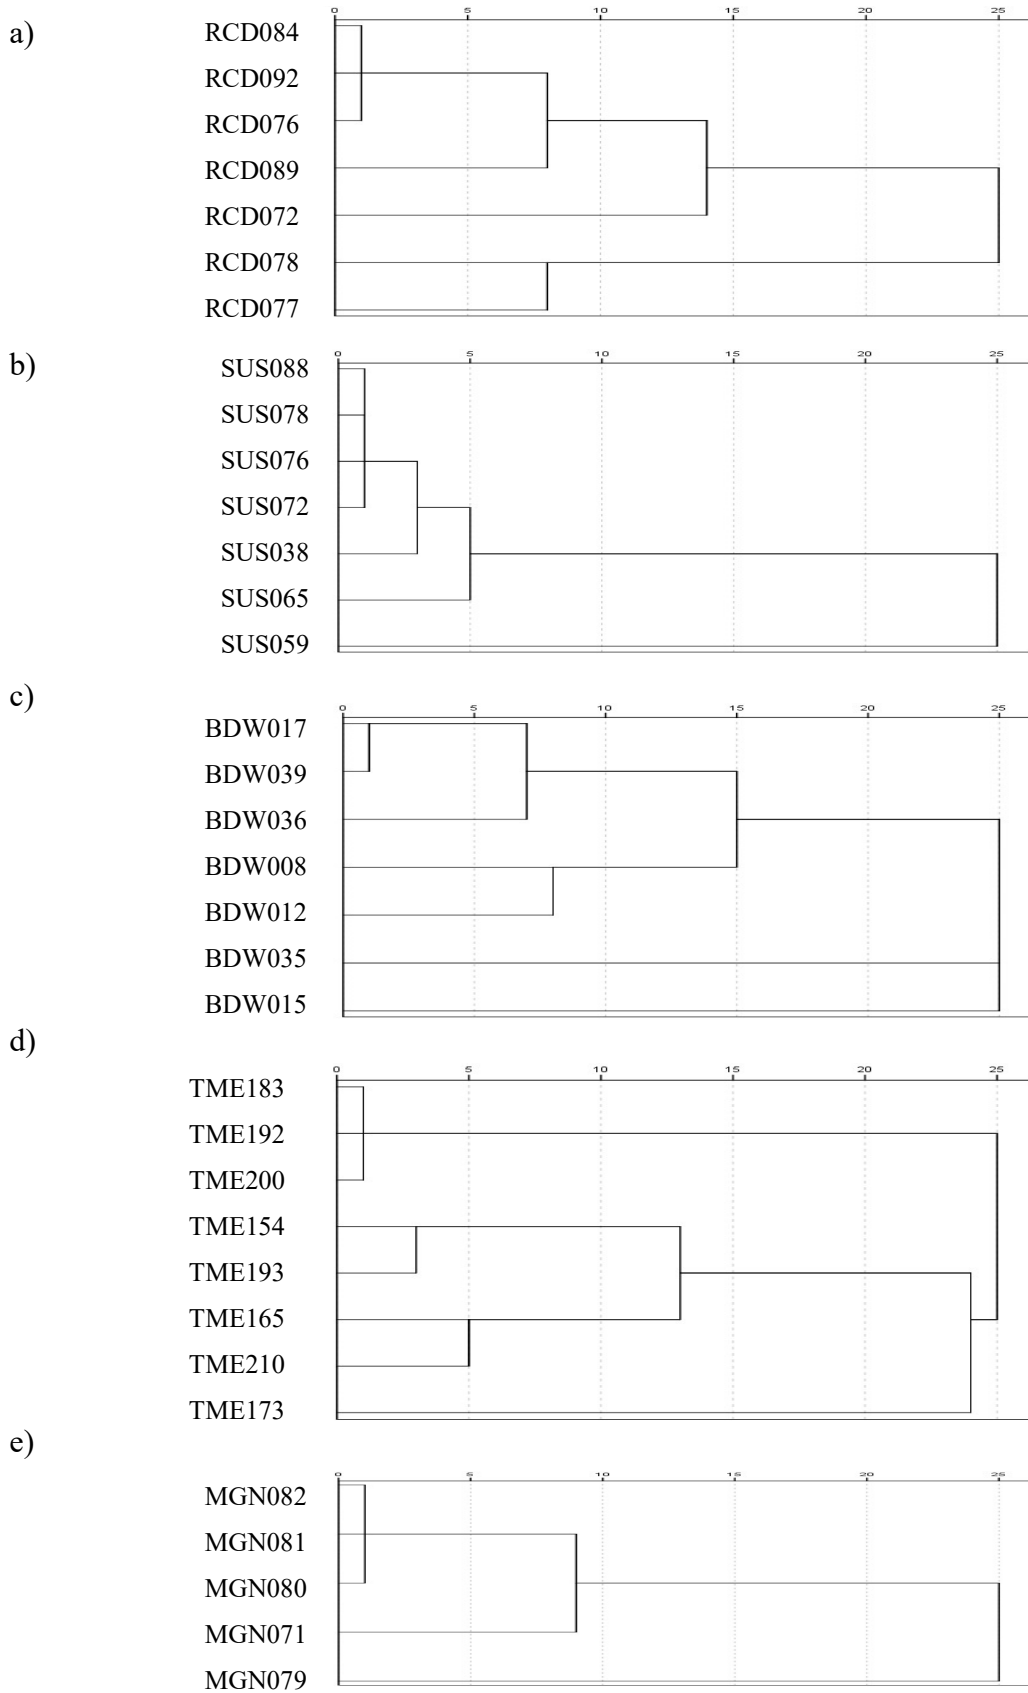 a)
0 5 10 15 20 25
RCD084
RCD092
RCD076
RCD089
RCD072
RCD078
RCD077
b)
0 5 10 15 20 25
SUS088
SUS078
SUS076
SUS072
SUS038
SUS065
SUS059
c)
0 5 10 15 20 25
BDW017
BDW039
BDW036
BDW008
BDW012
BDW035
BDW015
d)
0 5 10 15 20 25
TME183
TME192
TME200
TME154
TME193
TME165
TME210
TME173
e)
0 5 10 15 20 25
MGN082
MGN081
MGN080
MGN071
MGN079